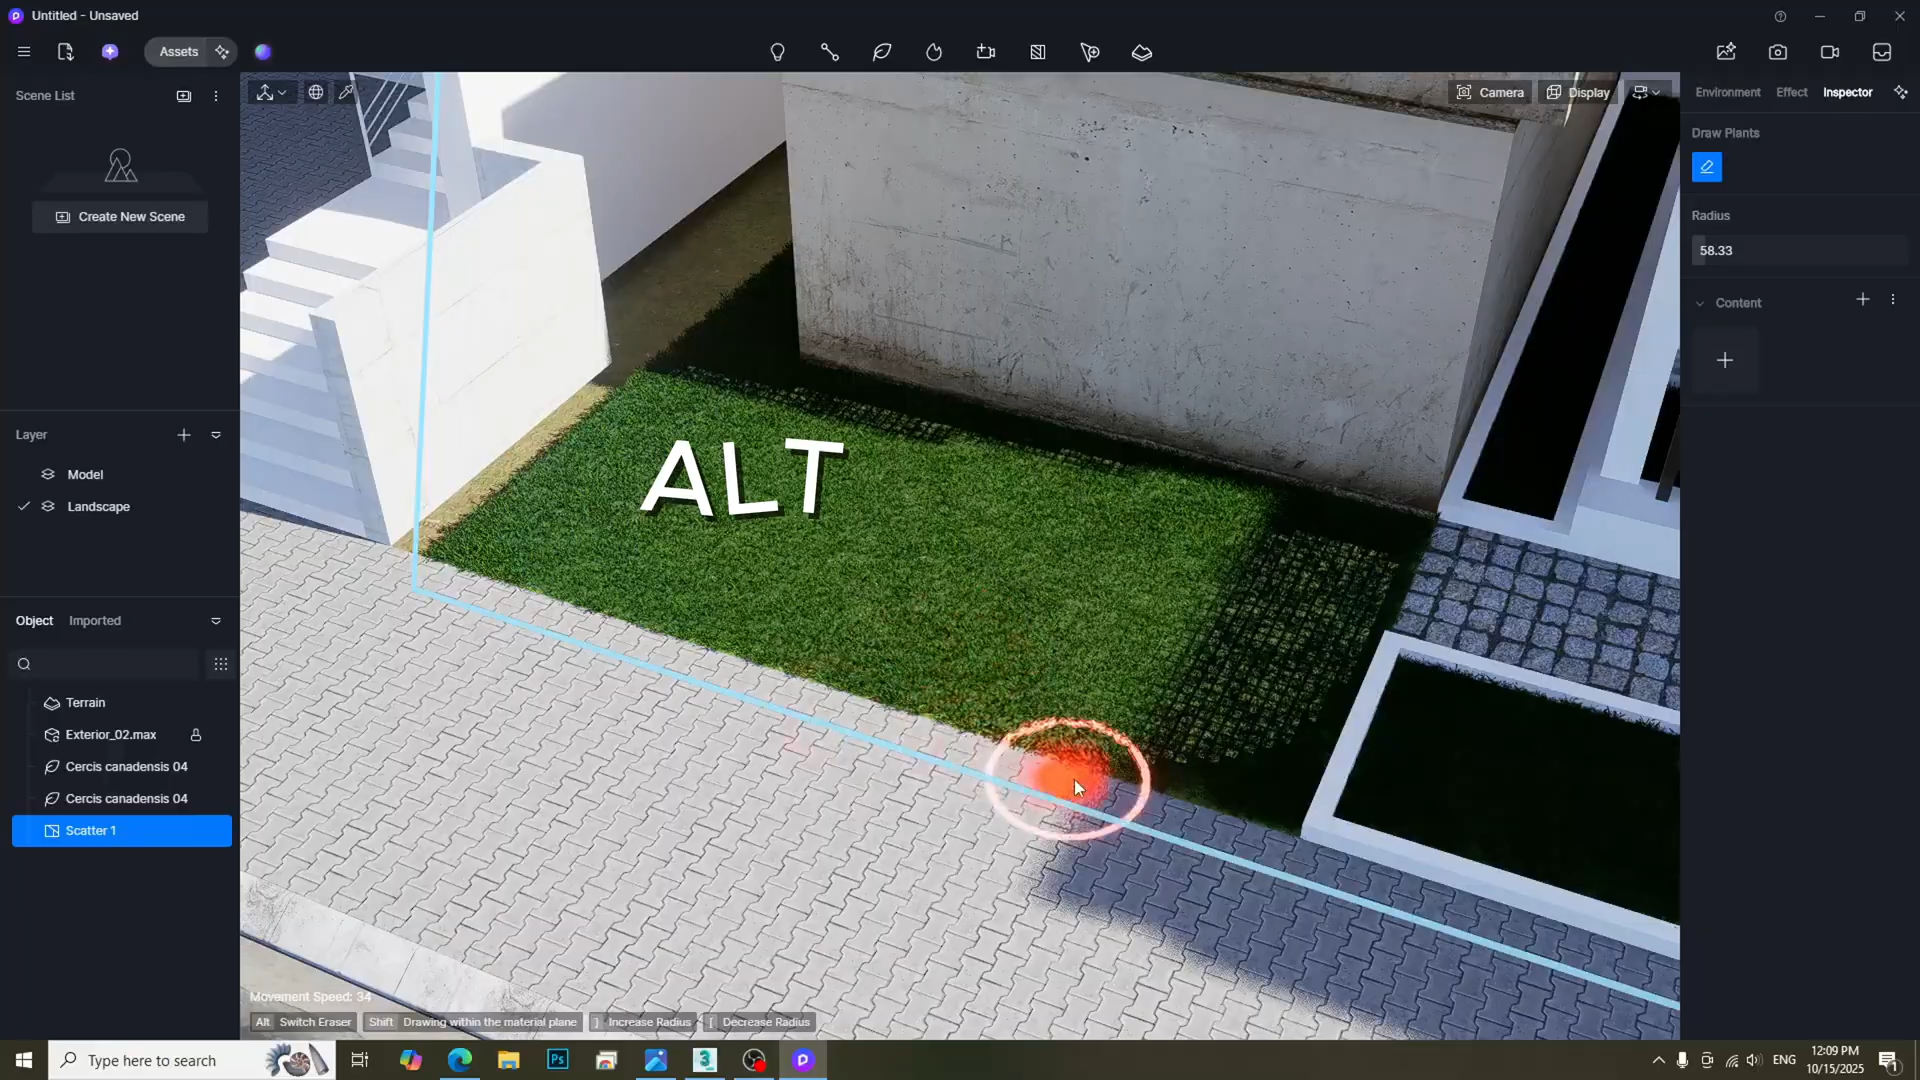 Untitled - Unsaved
Assets
Scene List
Create New Scene
Layer
Model
Landscape
Object Imported
Terrain
Exterior_02.max
Cercis canadensis 04
Cercis canadensis 04
Scatter 1
Camera Display
ALT
Movement Speed: 34
Alt Switch Eraser Shift Drawing within the material plane ] Increase Radius [ Decrease Radius
Environment Effect Inspector
Draw Plants
Radius
58.33
Content
Type here to search
Ps
3
ENG
12:09 PM
10/15/2025
1